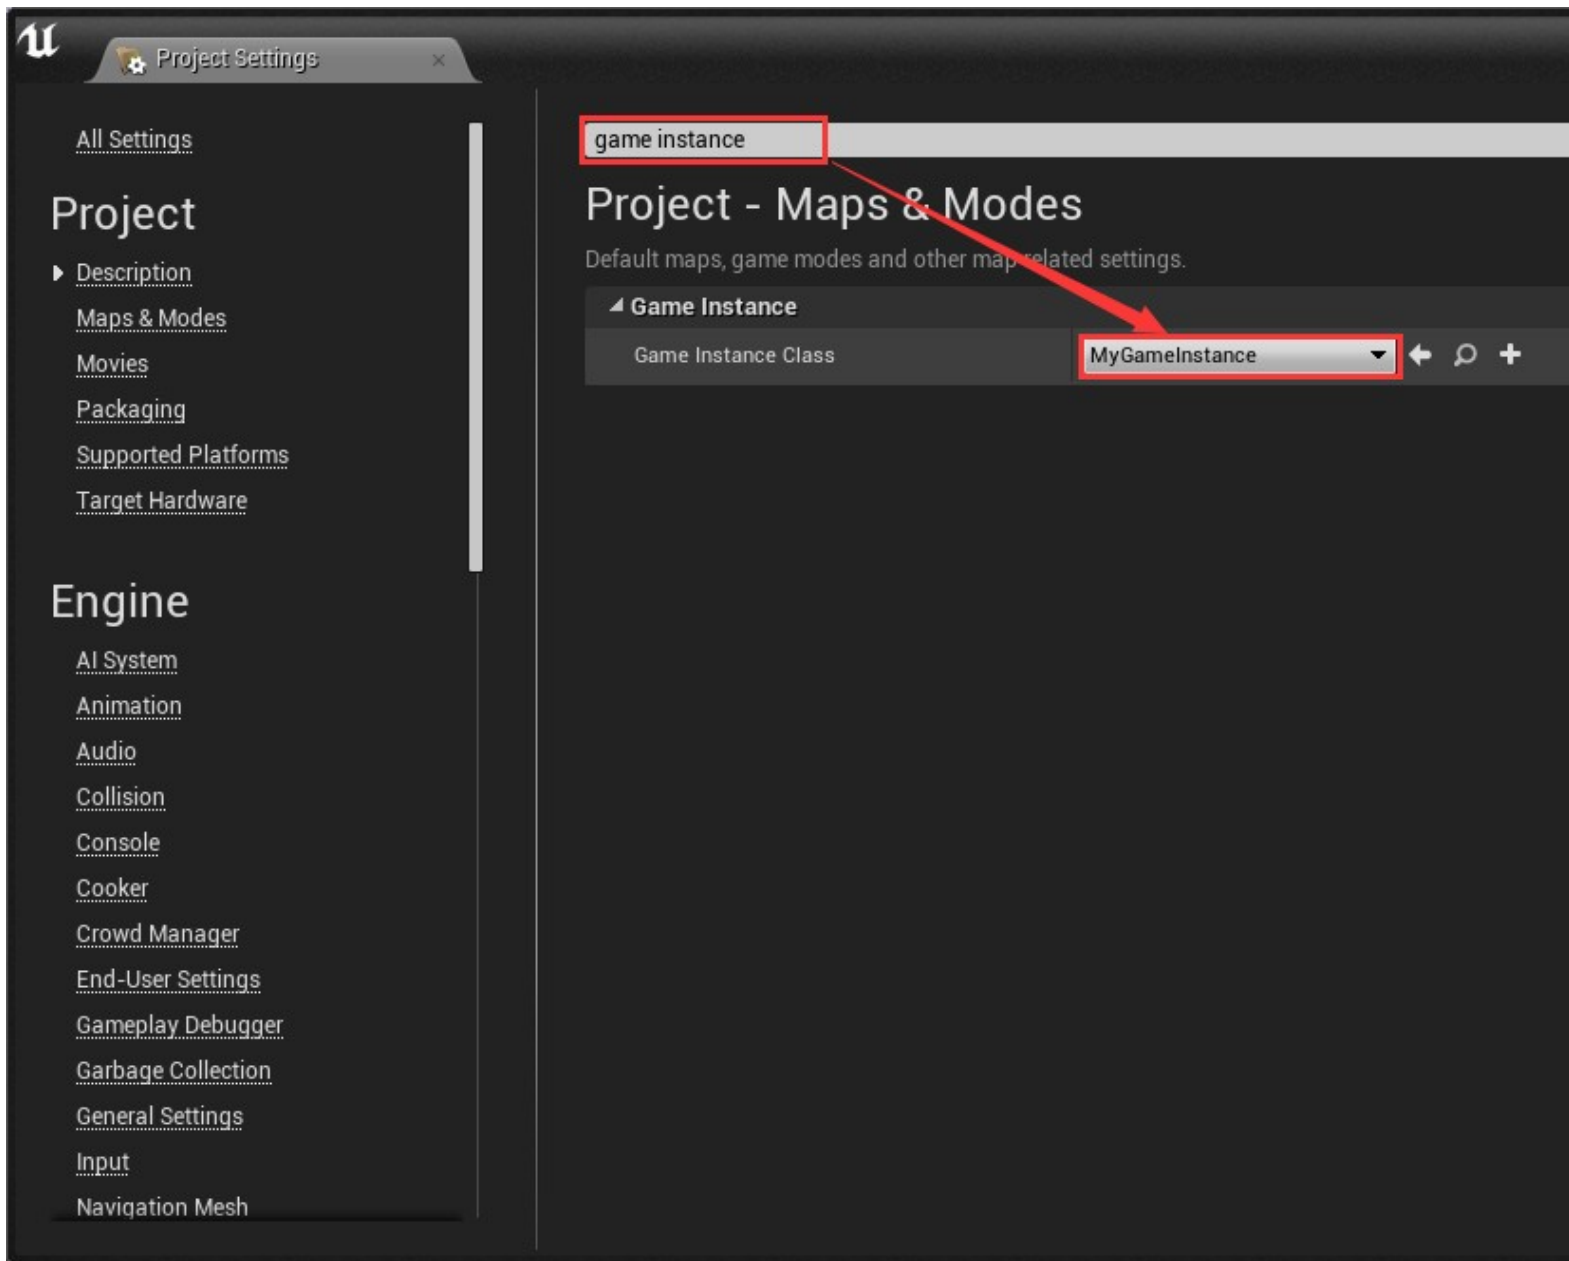 Project Settings
All Settings
Project
Description
Maps & Modes
Movies
Packaging
Supported Platforms
Target Hardware
Engine
AI System
Animation
Audio
Collision
Console
Cooker
Crowd Manager
End-User Settings
Gameplay Debugger
Garbage Collection
General Settings
Input
Navigation Mesh
game instance
Project - Maps & Modes
Default maps, game modes and other map related settings.
Game Instance
Game Instance Class
MyGameInstance